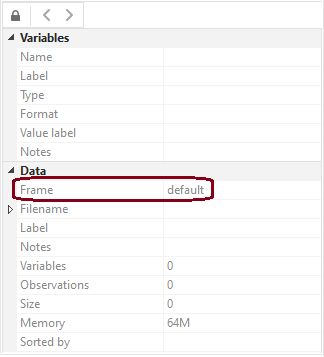 Variables
Name
Label
Type
Format
Value label
Notes
Data
Frame default
Filename
Label
Notes
Variables 0
Observations 0
Size 0
Memory 64M
Sorted by